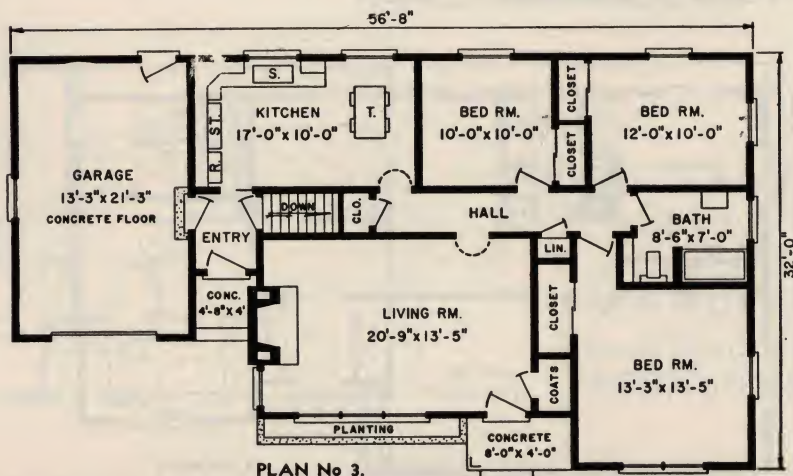 56'-8"
S.
KITCHEN
17'-0" x 10'-0"
ST.
R.
T.
BED RM.
10'-0" x 10'-0"
CLOSET
CLOSET
BED RM.
12'-0" x 10'-0"
GARAGE
13'-3" x 21'-3"
CONCRETE FLOOR
DOWN
CLO.
HALL
BATH
8'-6" x 7'-0"
32'-0"
ENTRY
LIN.
CONC.
4'-8" x 4'
LIVING RM.
20'-9" x 13'-5"
CLOSET
COATS
BED RM.
13'-3" x 13'-5"
PLANTING
CONCRETE
8'-0" x 4'-0"
PLAN No 3.